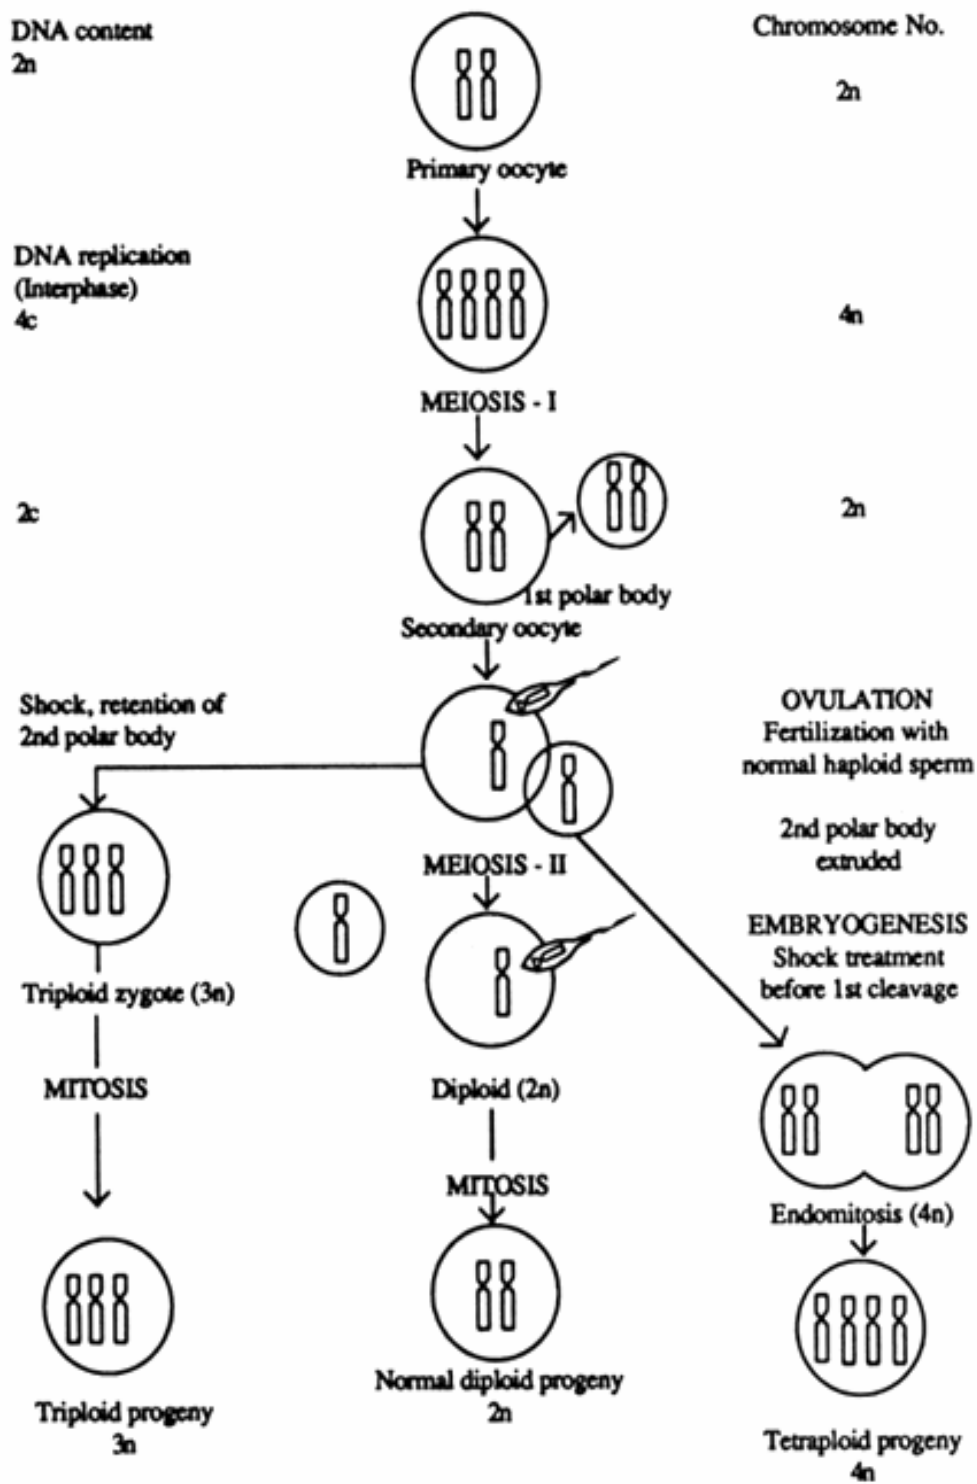 DNA content
2n
Chromosome No.
2n
Primary oocyte
DNA replication
(Interphase)
4c
4n
MEIOSIS - I
2c
2n
1st polar body
Secondary oocyte
Shock, retention of
2nd polar body
OVULATION
Fertilization with
normal haploid sperm
2nd polar body
extruded
MEIOSIS - II
EMBRYOGENESIS
Shock treatment
before 1st cleavage
Triploid zygote (3n)
MITOSIS
Diploid (2n)
MITOSIS
Endomitosis (4n)
Normal diploid progeny
2n
Triploid progeny
3n
Tetraploid progeny
4n